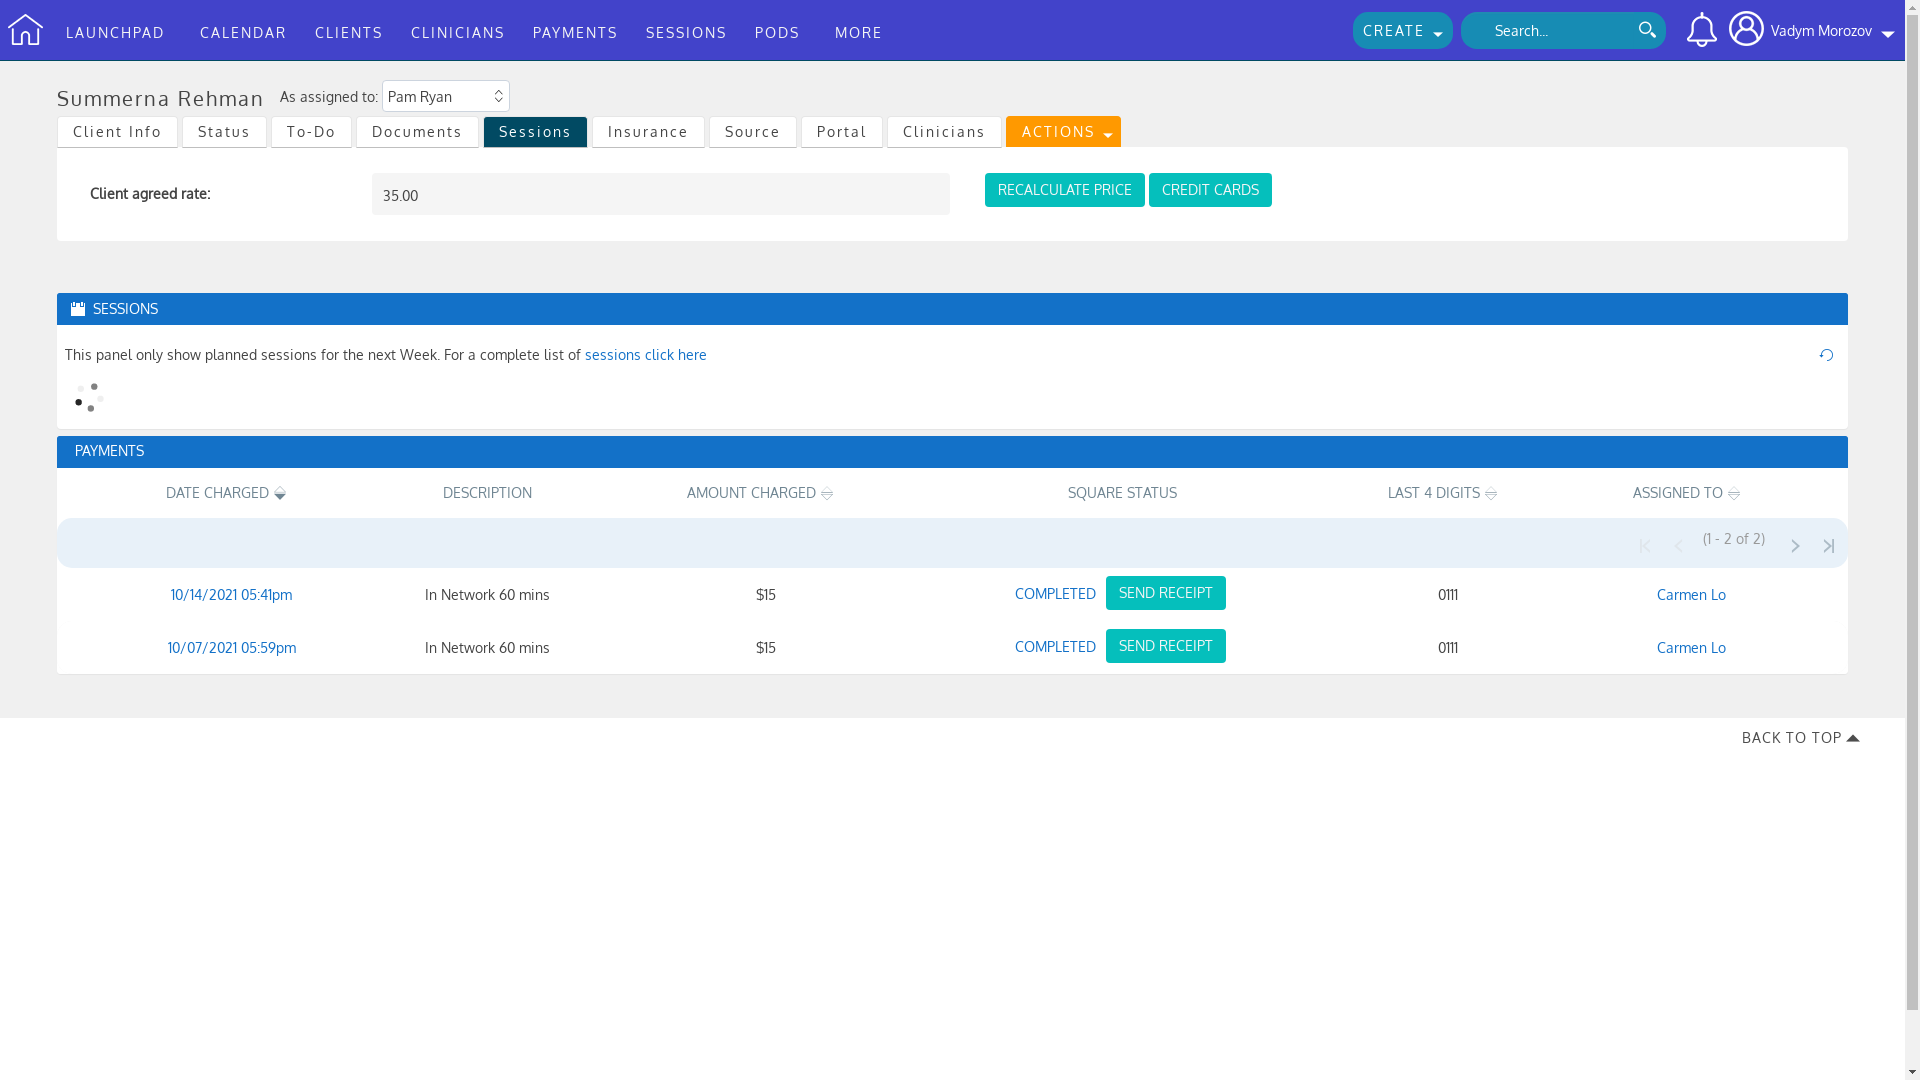 LAUNCHPAD CALENDAR CLIENTS CLINICIANS PAYMENTS SESSIONS PODS MORE CREATE Search... Vadym Morozov
Summerna Rehman As assigned to: Pam Ryan
Client Info Status To-Do Documents Sessions Insurance Source Portal Clinicians ACTIONS
Client agreed rate: 35.00 RECALCULATE PRICE CREDIT CARDS
SESSIONS
This panel only show planned sessions for the next Week. For a complete list of sessions click here
PAYMENTS
DATE CHARGED DESCRIPTION AMOUNT CHARGED SQUARE STATUS LAST 4 DIGITS ASSIGNED TO
(1 - 2 of 2)
10/14/2021 05:41pm In Network 60 mins $15 COMPLETED SEND RECEIPT 0111 Carmen Lo
10/07/2021 05:59pm In Network 60 mins $15 COMPLETED SEND RECEIPT 0111 Carmen Lo
BACK TO TOP